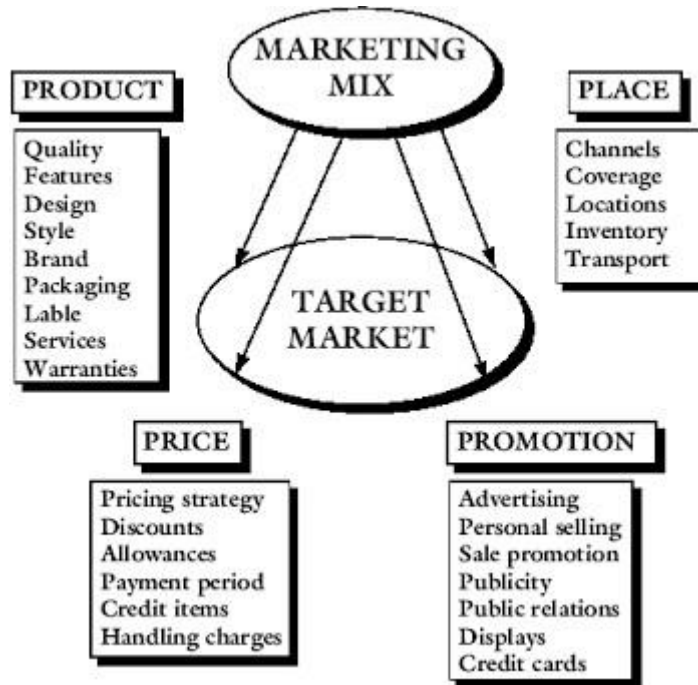 MARKETING
MIX
PRODUCT
Quality
Features
Design
Style
Brand
Packaging
Lable
Services
Warranties
PLACE
Channels
Coverage
Locations
Inventory
Transport
TARGET
MARKET
PRICE
Pricing strategy
Discounts
Allowances
Payment period
Credit items
Handling charges
PROMOTION
Advertising
Personal selling
Sale promotion
Publicity
Public relations
Displays
Credit cards